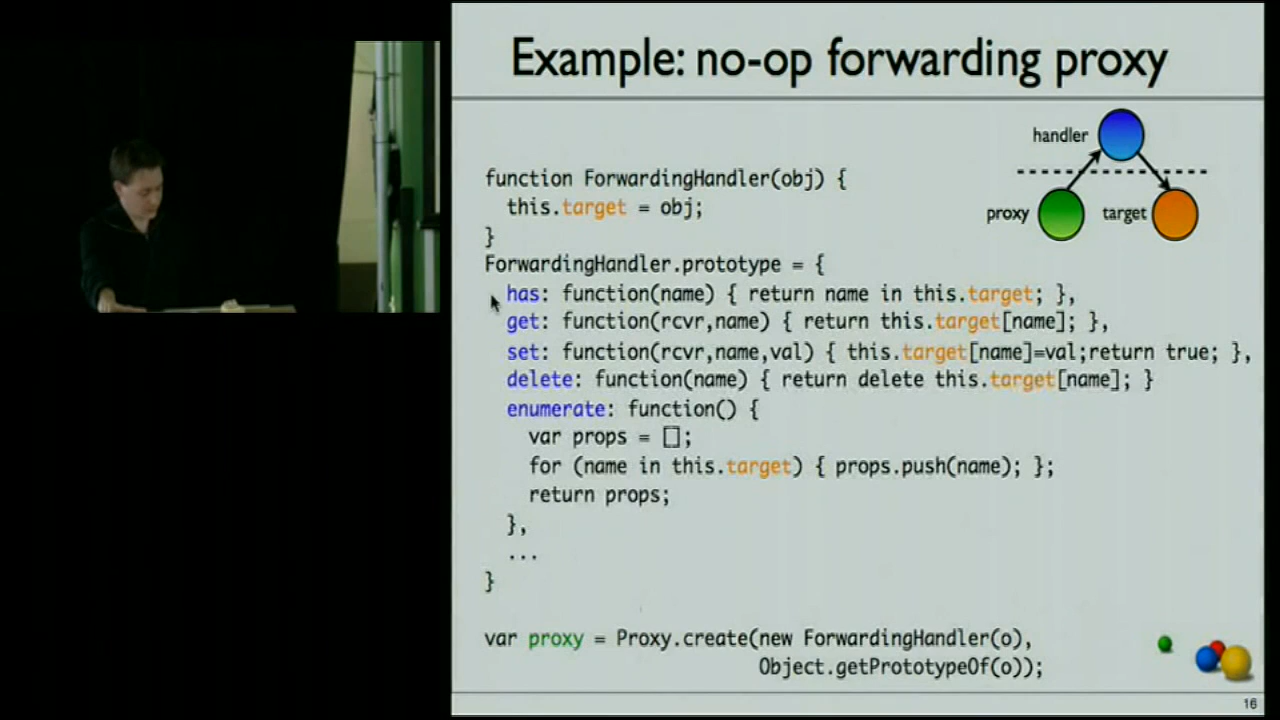 Example: no-op forwarding proxy
handler
proxy
target
function ForwardingHandler(obj) {
this.target = obj;
}
ForwardingHandler.prototype = {
has: function(name) { return name in this.target; },
get: function(rcvr,name) { return this.target[name]; },
set: function(rcvr,name,val) { this.target[name]=val;return true; },
delete: function(name) { return delete this.target[name]; }
enumerate: function() {
var props = [];
for (name in this.target) { props.push(name); };
return props;
},
...
}
var proxy = Proxy.create(new ForwardingHandler(o),
Object.getPrototypeOf(o));
16